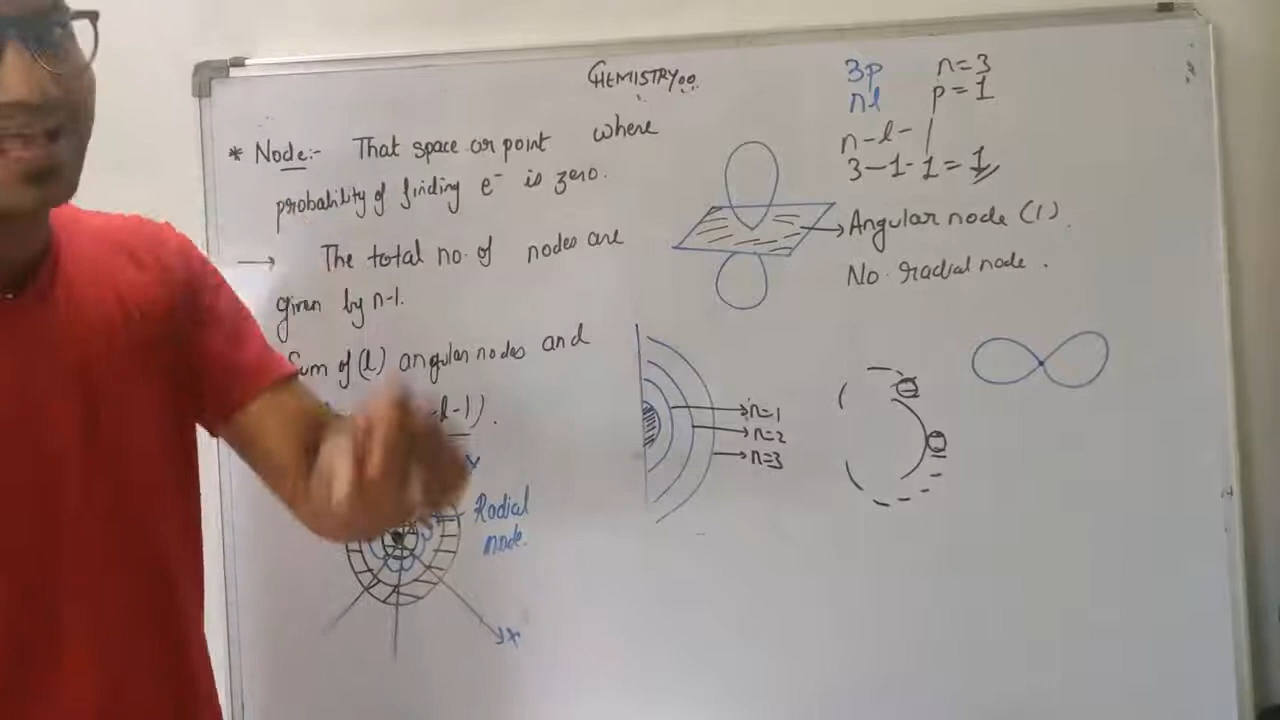 CHEMISTRY
* Node:- That space or point where
probability of finding e⁻ is zero.
→ The total no. of nodes are
given by n-1.
Sum of (l) angular nodes and
-l-1).
Radial
node.
x
3p n=3
nl p=1
n-l-1
3-1-1=1
Angular node (1).
No. radial node.
n=1
n=2
n=3